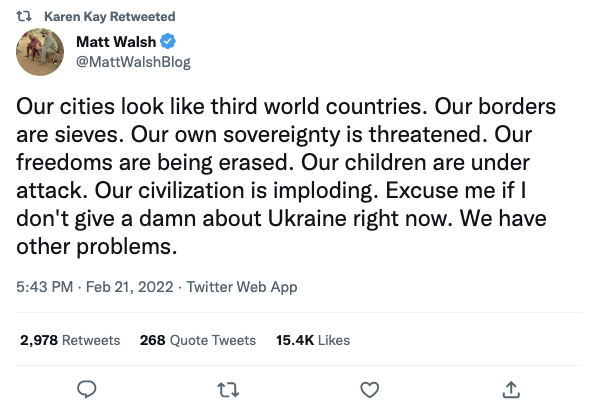 Karen Kay Retweeted
Matt Walsh
@MattWalshBlog
Our cities look like third world countries. Our borders
are sieves. Our own sovereignty is threatened. Our
freedoms are being erased. Our children are under
attack. Our civilization is imploding. Excuse me if I
don't give a damn about Ukraine right now. We have
other problems.
5:43 PM · Feb 21, 2022 · Twitter Web App
2,978 Retweets 268 Quote Tweets 15.4K Likes